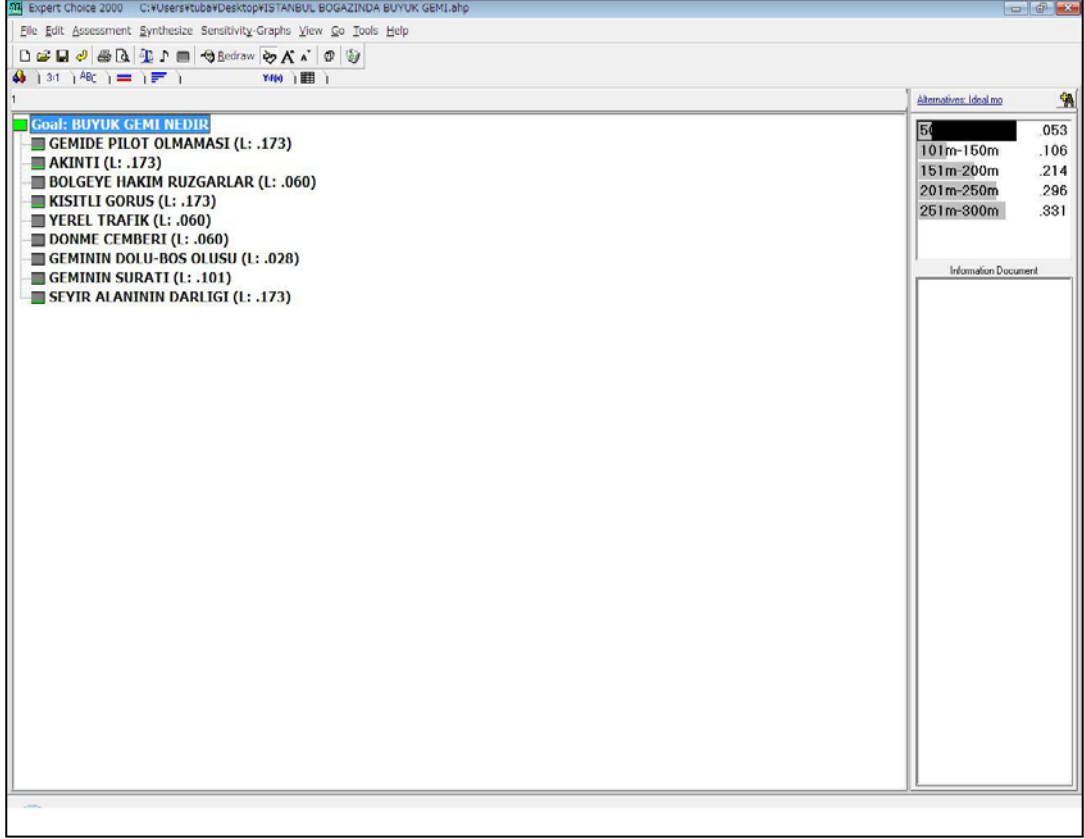 Expert Choice 2000 C:¥Users¥tuba¥Desktop¥ISTANBUL BOGAZINDA BUYUK GEMI.ahp
File Edit Assessment Synthesize Sensitivity-Graphs View Go Tools Help
Redraw A A
3:1 ABC Y=f(x)
1
Alternatives: Ideal mo
Goal: BUYUK GEMI NEDIR
GEMIDE PILOT OLMAMASI (L: .173)
AKINTI (L: .173)
BOLGEYE HAKIM RUZGARLAR (L: .060)
KISITLI GORUS (L: .173)
YEREL TRAFIK (L: .060)
DONME CEMBERI (L: .060)
GEMININ DOLU-BOS OLUSU (L: .028)
GEMININ SURATI (L: .101)
SEYIR ALANININ DARLIGI (L: .173)
.053
101m-150m .106
151m-200m .214
201m-250m .296
251m-300m .331
Information Document